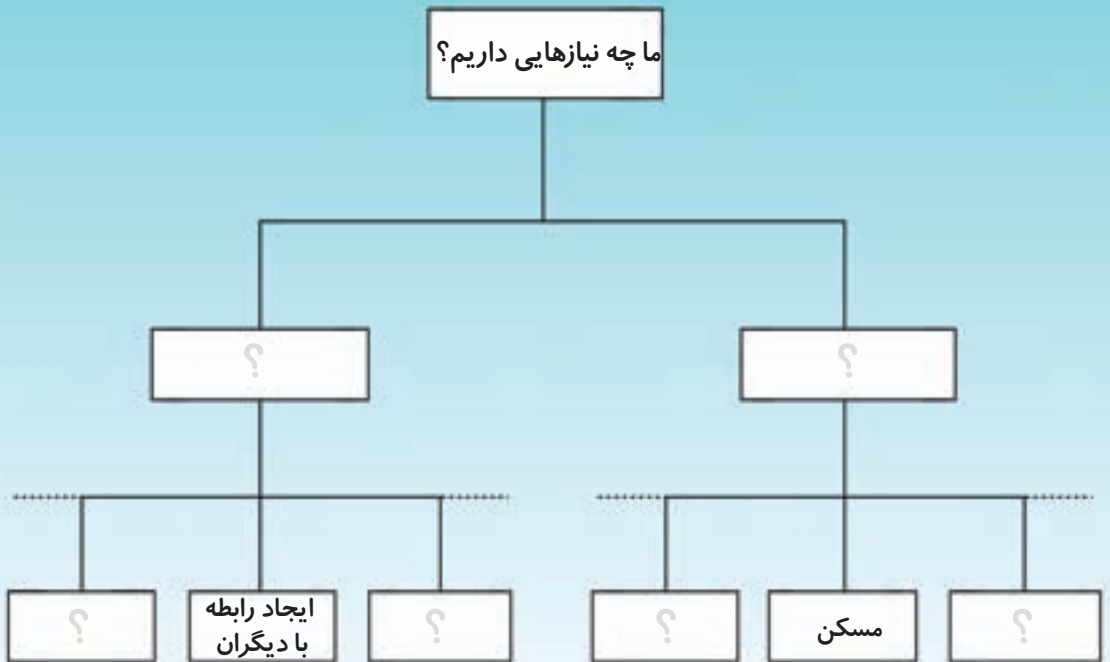 ما چه نیازهایی داریم؟
؟
؟
؟
مسکن
؟
؟
ایجاد رابطه
با دیگران
؟